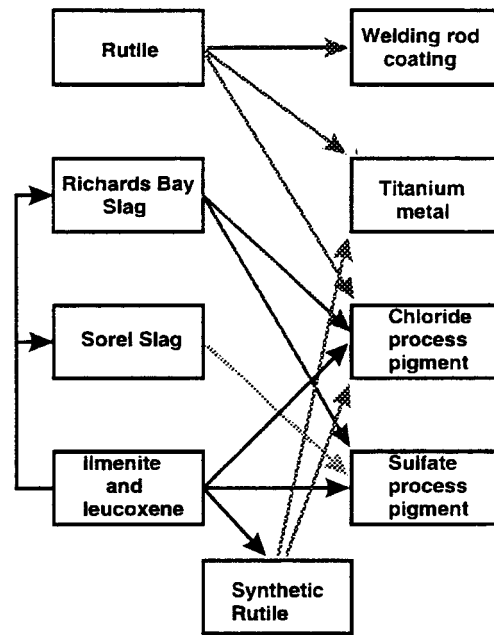 Rutile
Welding rod
coating
Richards Bay
Slag
Titanium
metal
Sorel Slag
Chloride
process
pigment
Ilmenite
and
leucoxene
Sulfate
process
pigment
Synthetic
Rutile